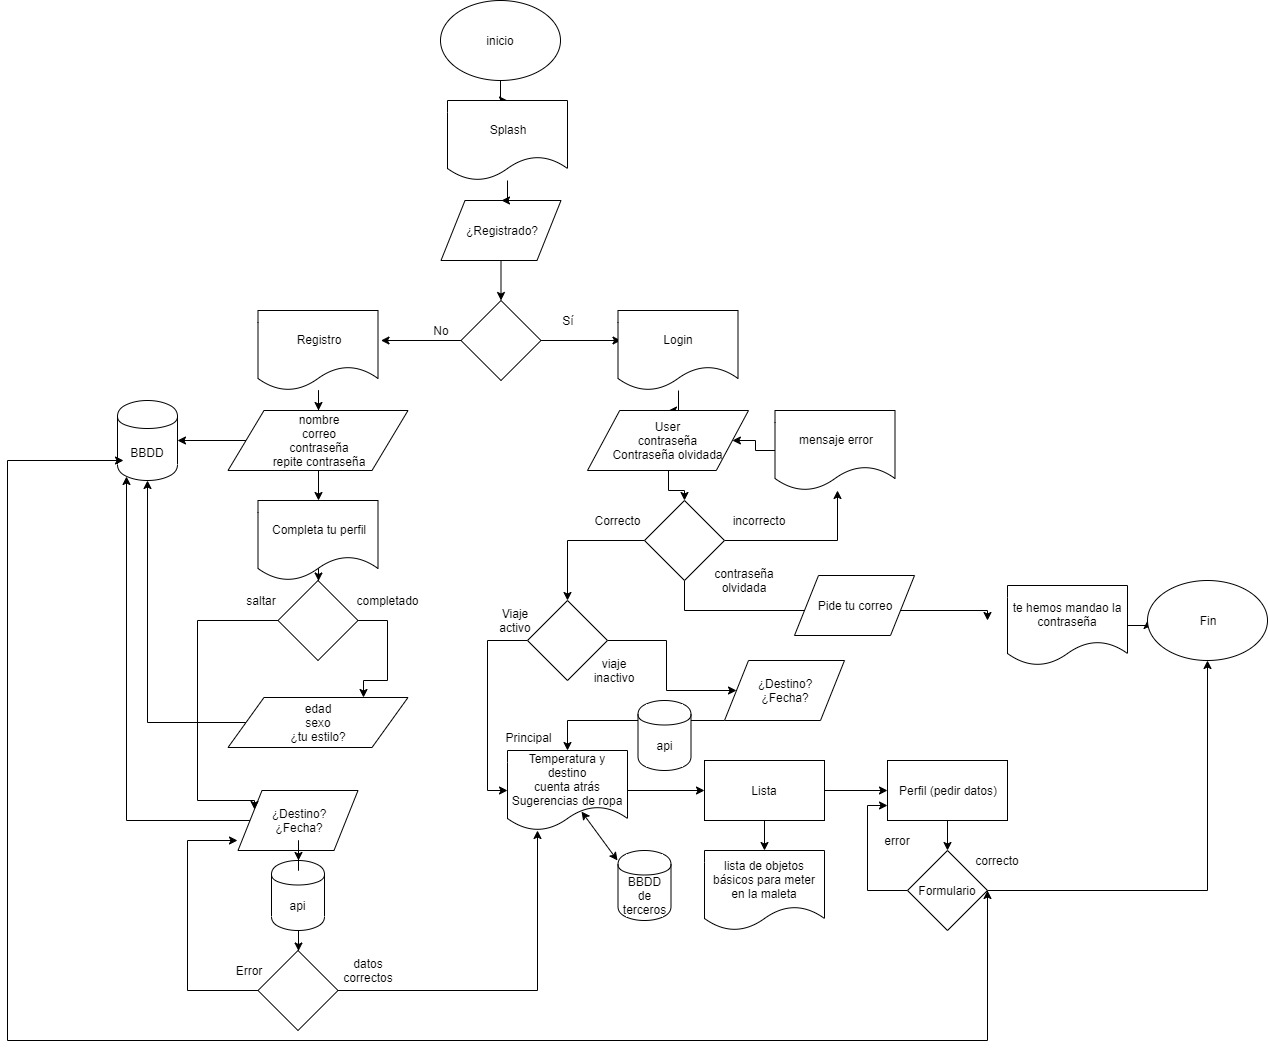 inicio
Splash
¿Registrado?
No
Sí
Registro
Login
nombre
correo
contraseña
repite contraseña
User
contraseña
Contraseña olvidada
mensaje error
BBDD
Completa tu perfil
Correcto
incorrecto
contraseña
olvidada
saltar
completado
Pide tu correo
te hemos mandao la
contraseña
Fin
Viaje
activo
viaje
inactivo
edad
sexo
¿tu estilo?
¿Destino?
¿Fecha?
api
Principal
Temperatura y
destino
cuenta atrás
Sugerencias de ropa
Lista
Perfil (pedir datos)
¿Destino?
¿Fecha?
error
correcto
BBDD
de
terceros
lista de objetos
básicos para meter
en la maleta
Formulario
api
Error
datos
correctos